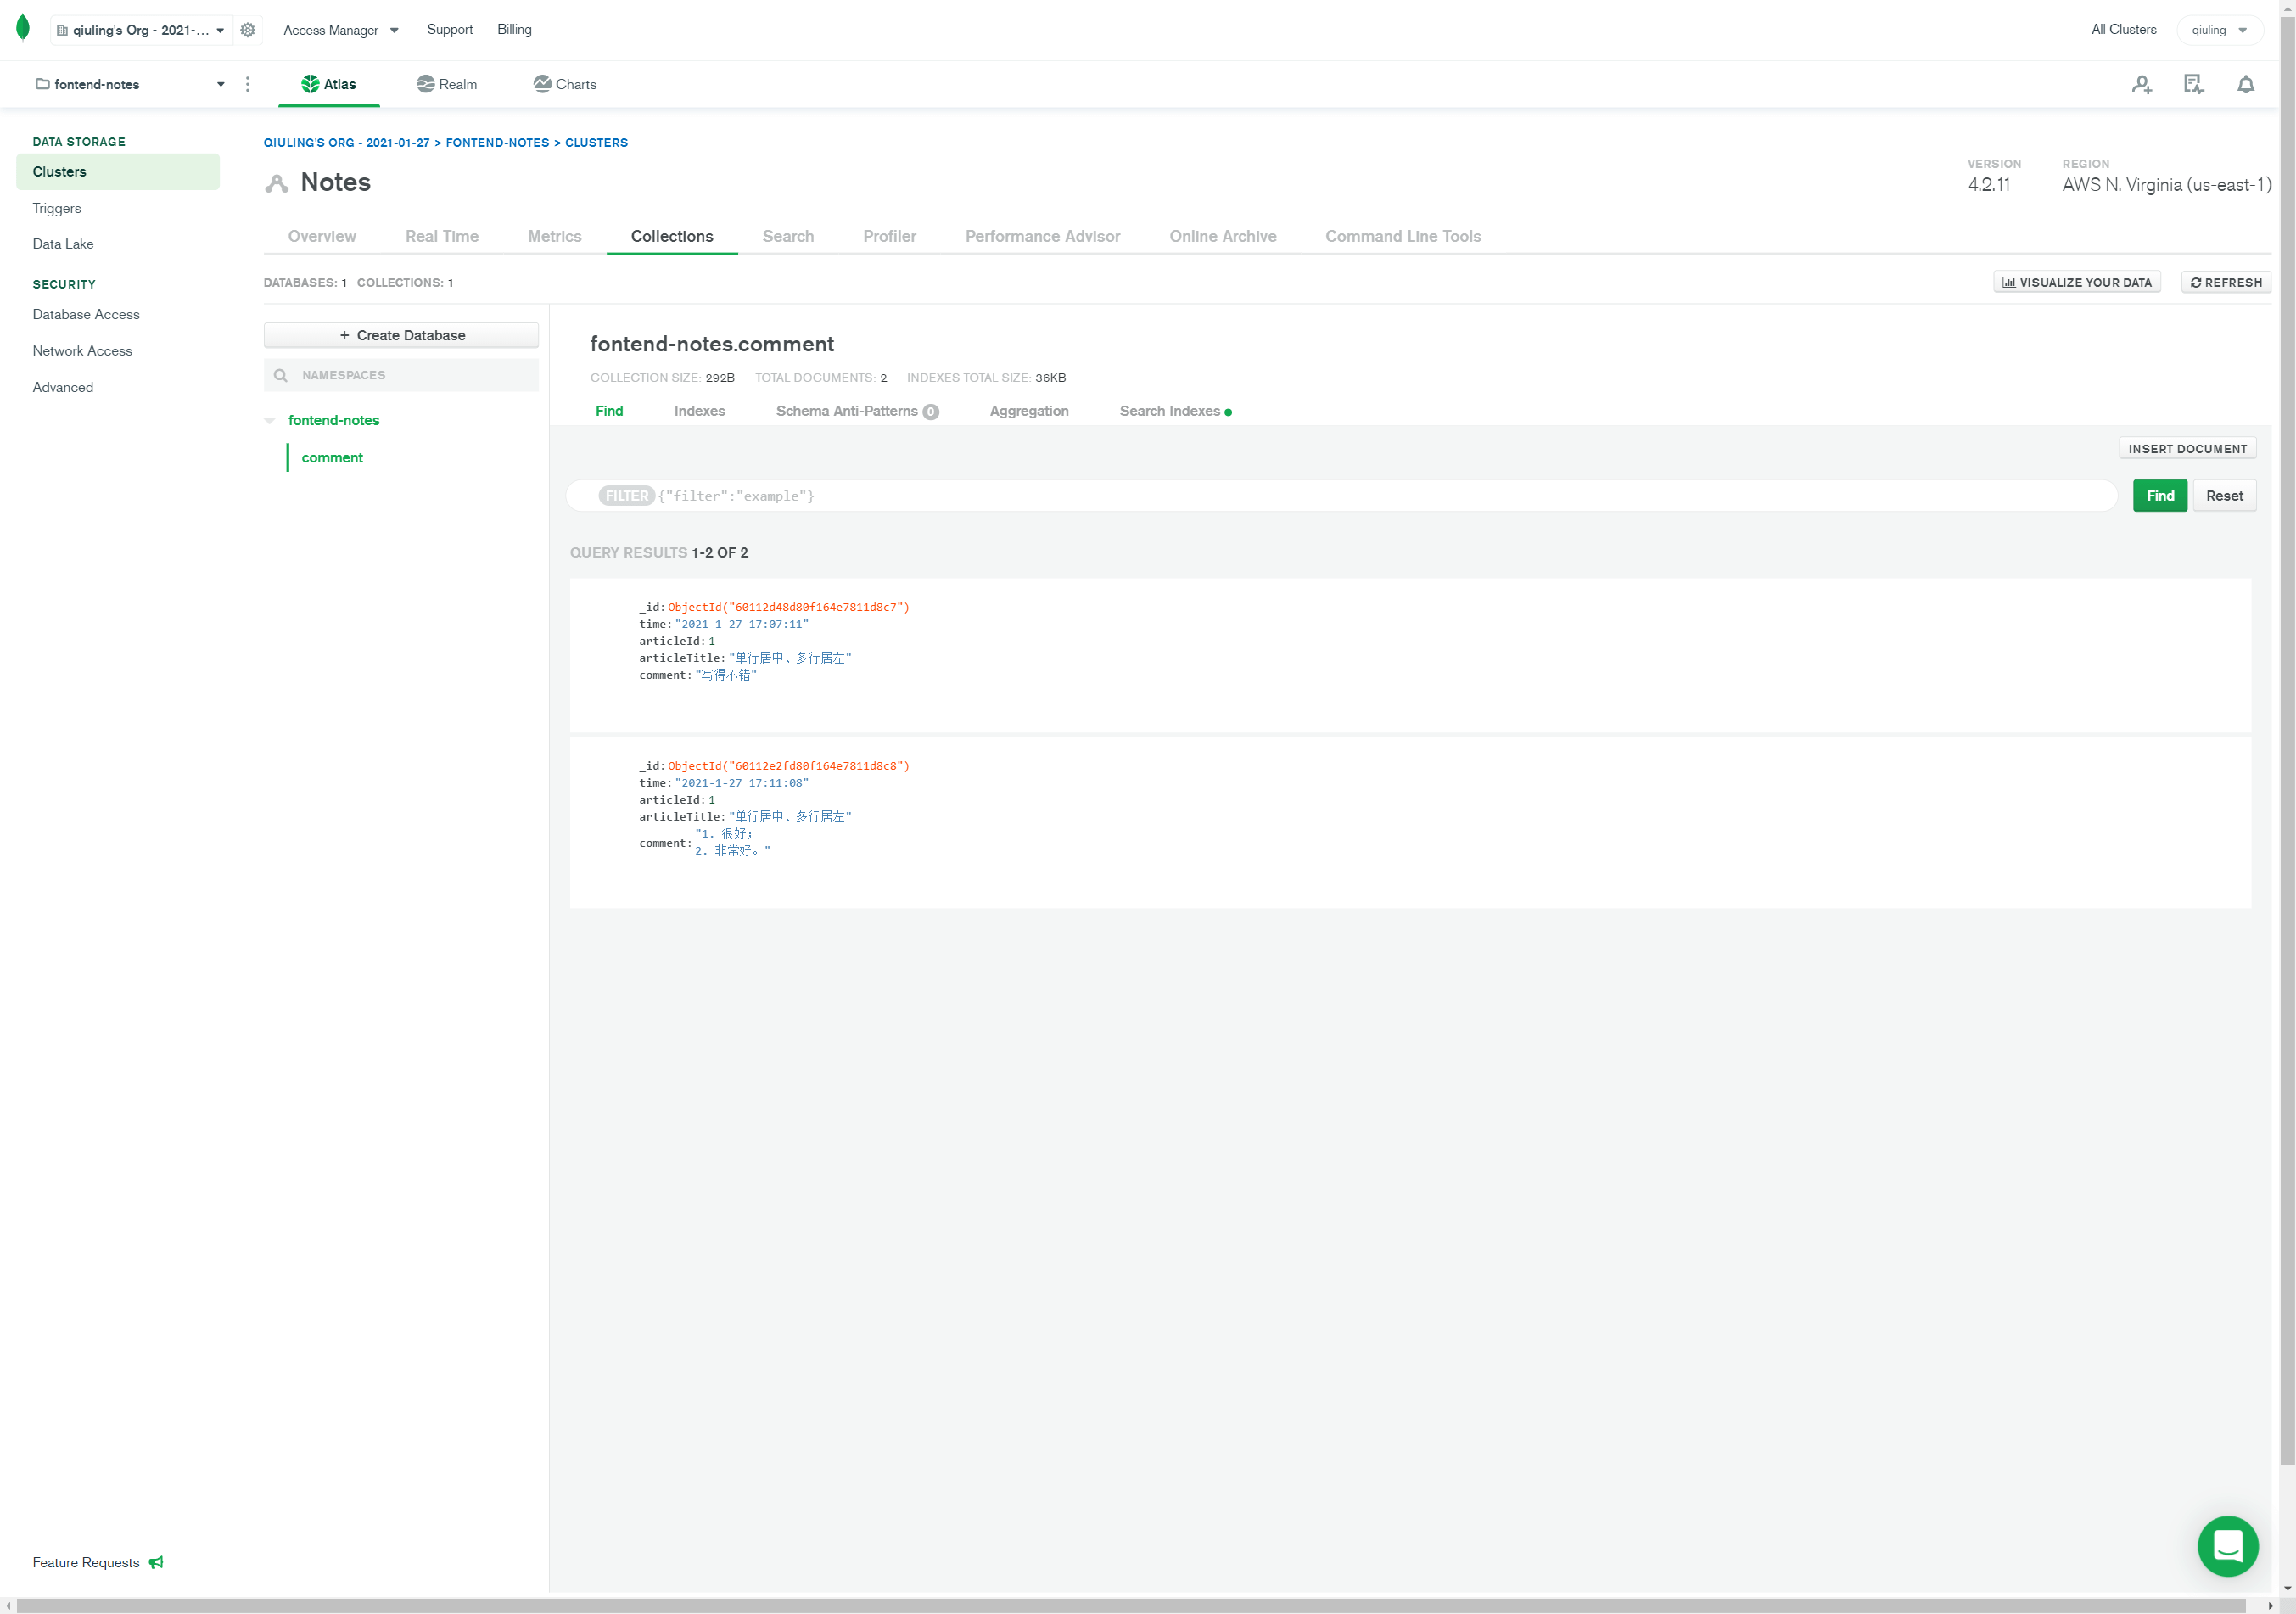 qiuling's Org - 2021-... Access Manager Support Billing All Clusters qiuling
fontend-notes Atlas Realm Charts
DATA STORAGE
Clusters
Triggers
Data Lake
SECURITY
Database Access
Network Access
Advanced
Feature Requests
QIULING'S ORG - 2021-01-27 > FONTEND-NOTES > CLUSTERS
Notes
VERSION
4.2.11
REGION
AWS N. Virginia (us-east-1)
Overview Real Time Metrics Collections Search Profiler Performance Advisor Online Archive Command Line Tools
DATABASES: 1 COLLECTIONS: 1 VISUALIZE YOUR DATA REFRESH
+ Create Database
NAMESPACES
fontend-notes
comment
fontend-notes.comment
COLLECTION SIZE: 292B TOTAL DOCUMENTS: 2 INDEXES TOTAL SIZE: 36KB
Find Indexes Schema Anti-Patterns 0 Aggregation Search Indexes
INSERT DOCUMENT
FILTER {"filter":"example"} Find Reset
QUERY RESULTS 1-2 OF 2
_id: ObjectId("60112d48d80f164e7811d8c7")
time: "2021-1-27 17:07:11"
articleId: 1
articleTitle: "单行居中、多行居左"
comment: "写得不错"
_id: ObjectId("60112e2fd80f164e7811d8c8")
time: "2021-1-27 17:11:08"
articleId: 1
articleTitle: "单行居中、多行居左"
comment: "1. 很好;
2. 非常好。"